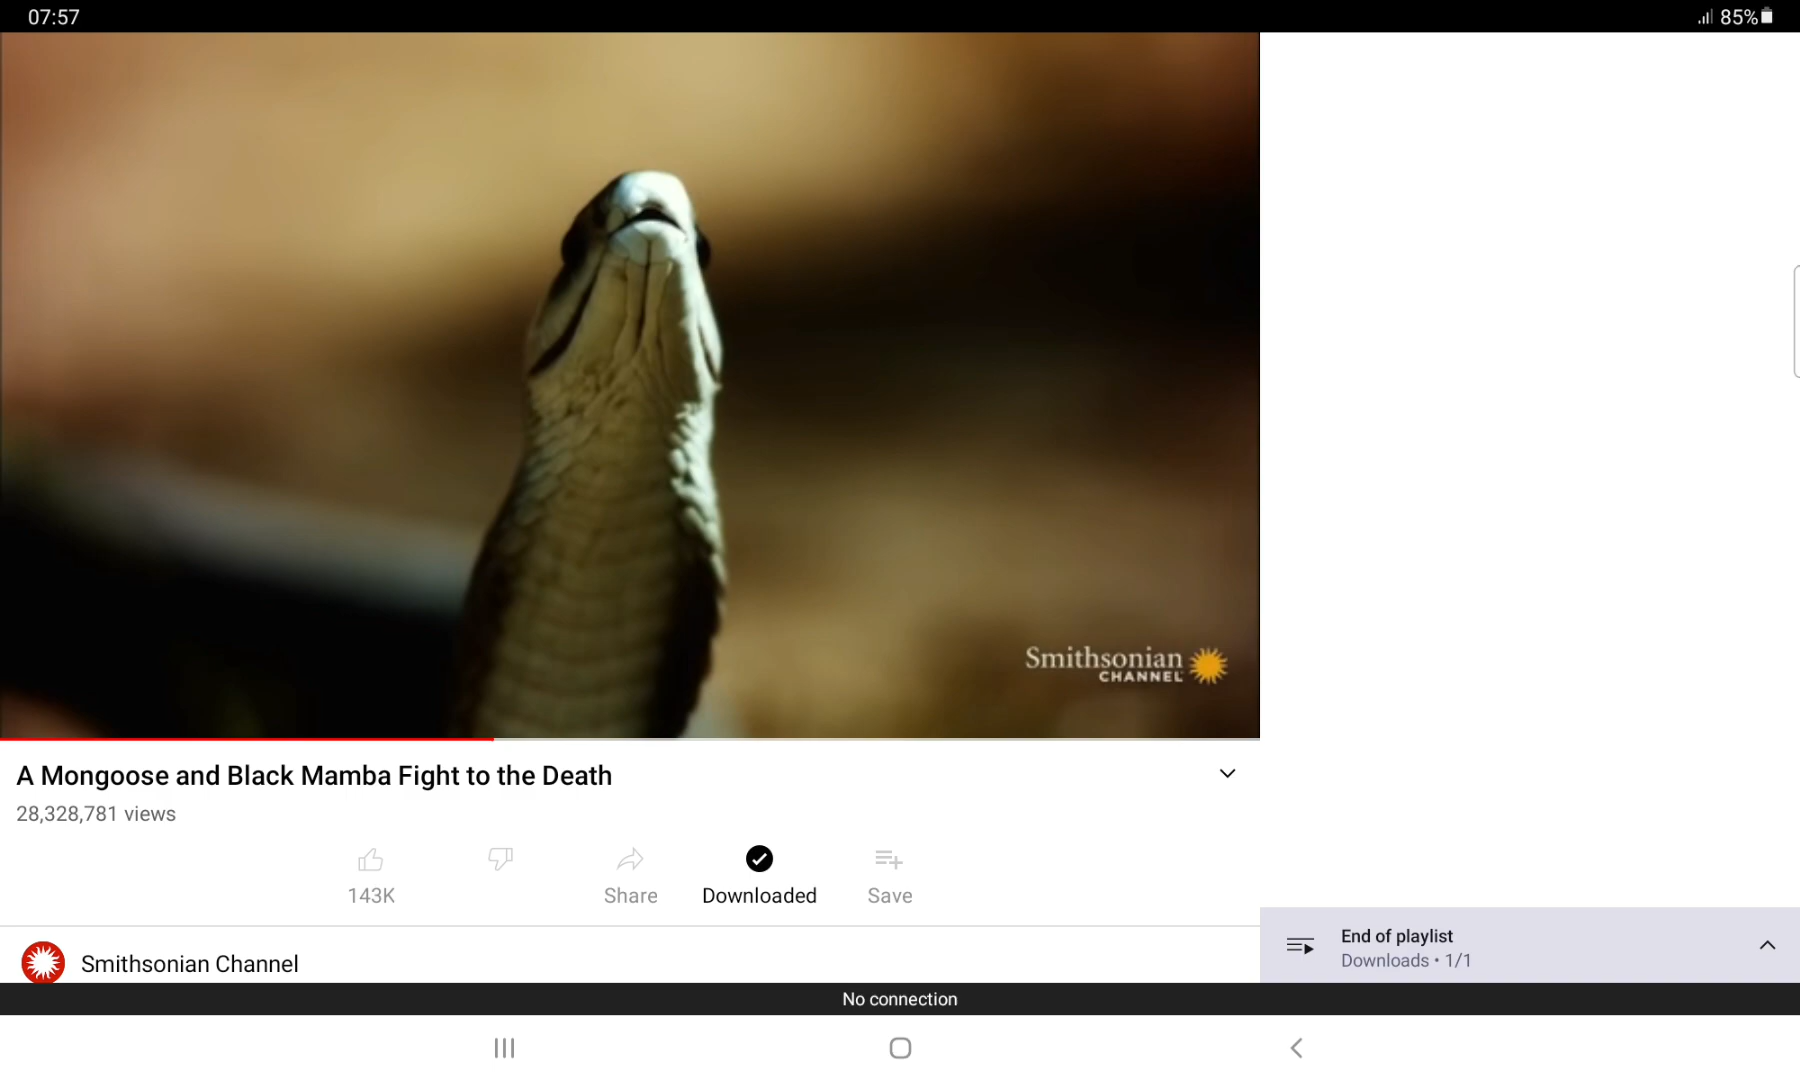 07:57
85%
Smithsonian
CHANNEL
A Mongoose and Black Mamba Fight to the Death
28,328,781 views
143K
Share
Downloaded
Save
Smithsonian Channel
End of playlist
Downloads • 1/1
No connection